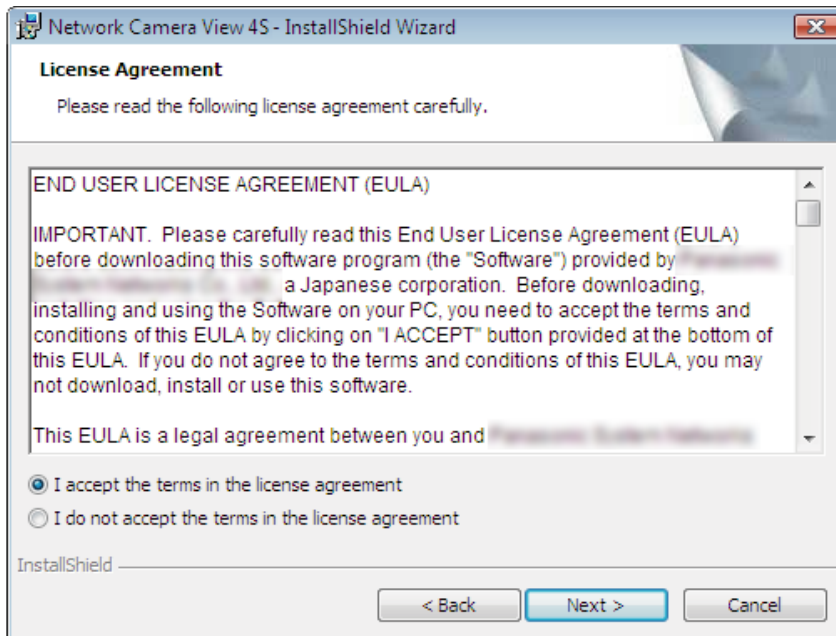 Network Camera View 4S - InstallShield Wizard
License Agreement
Please read the following license agreement carefully.
END USER LICENSE AGREEMENT (EULA)
IMPORTANT.  Please carefully read this End User License Agreement (EULA)
before downloading this software program (the "Software") provided by
a Japanese corporation.  Before downloading,
installing and using the Software on your PC, you need to accept the terms and
conditions of this EULA by clicking on "I ACCEPT" button provided at the bottom of
this EULA.  If you do not agree to the terms and conditions of this EULA, you may
not download, install or use this software.
This EULA is a legal agreement between you and
I accept the terms in the license agreement
I do not accept the terms in the license agreement
InstallShield
< Back Next > Cancel